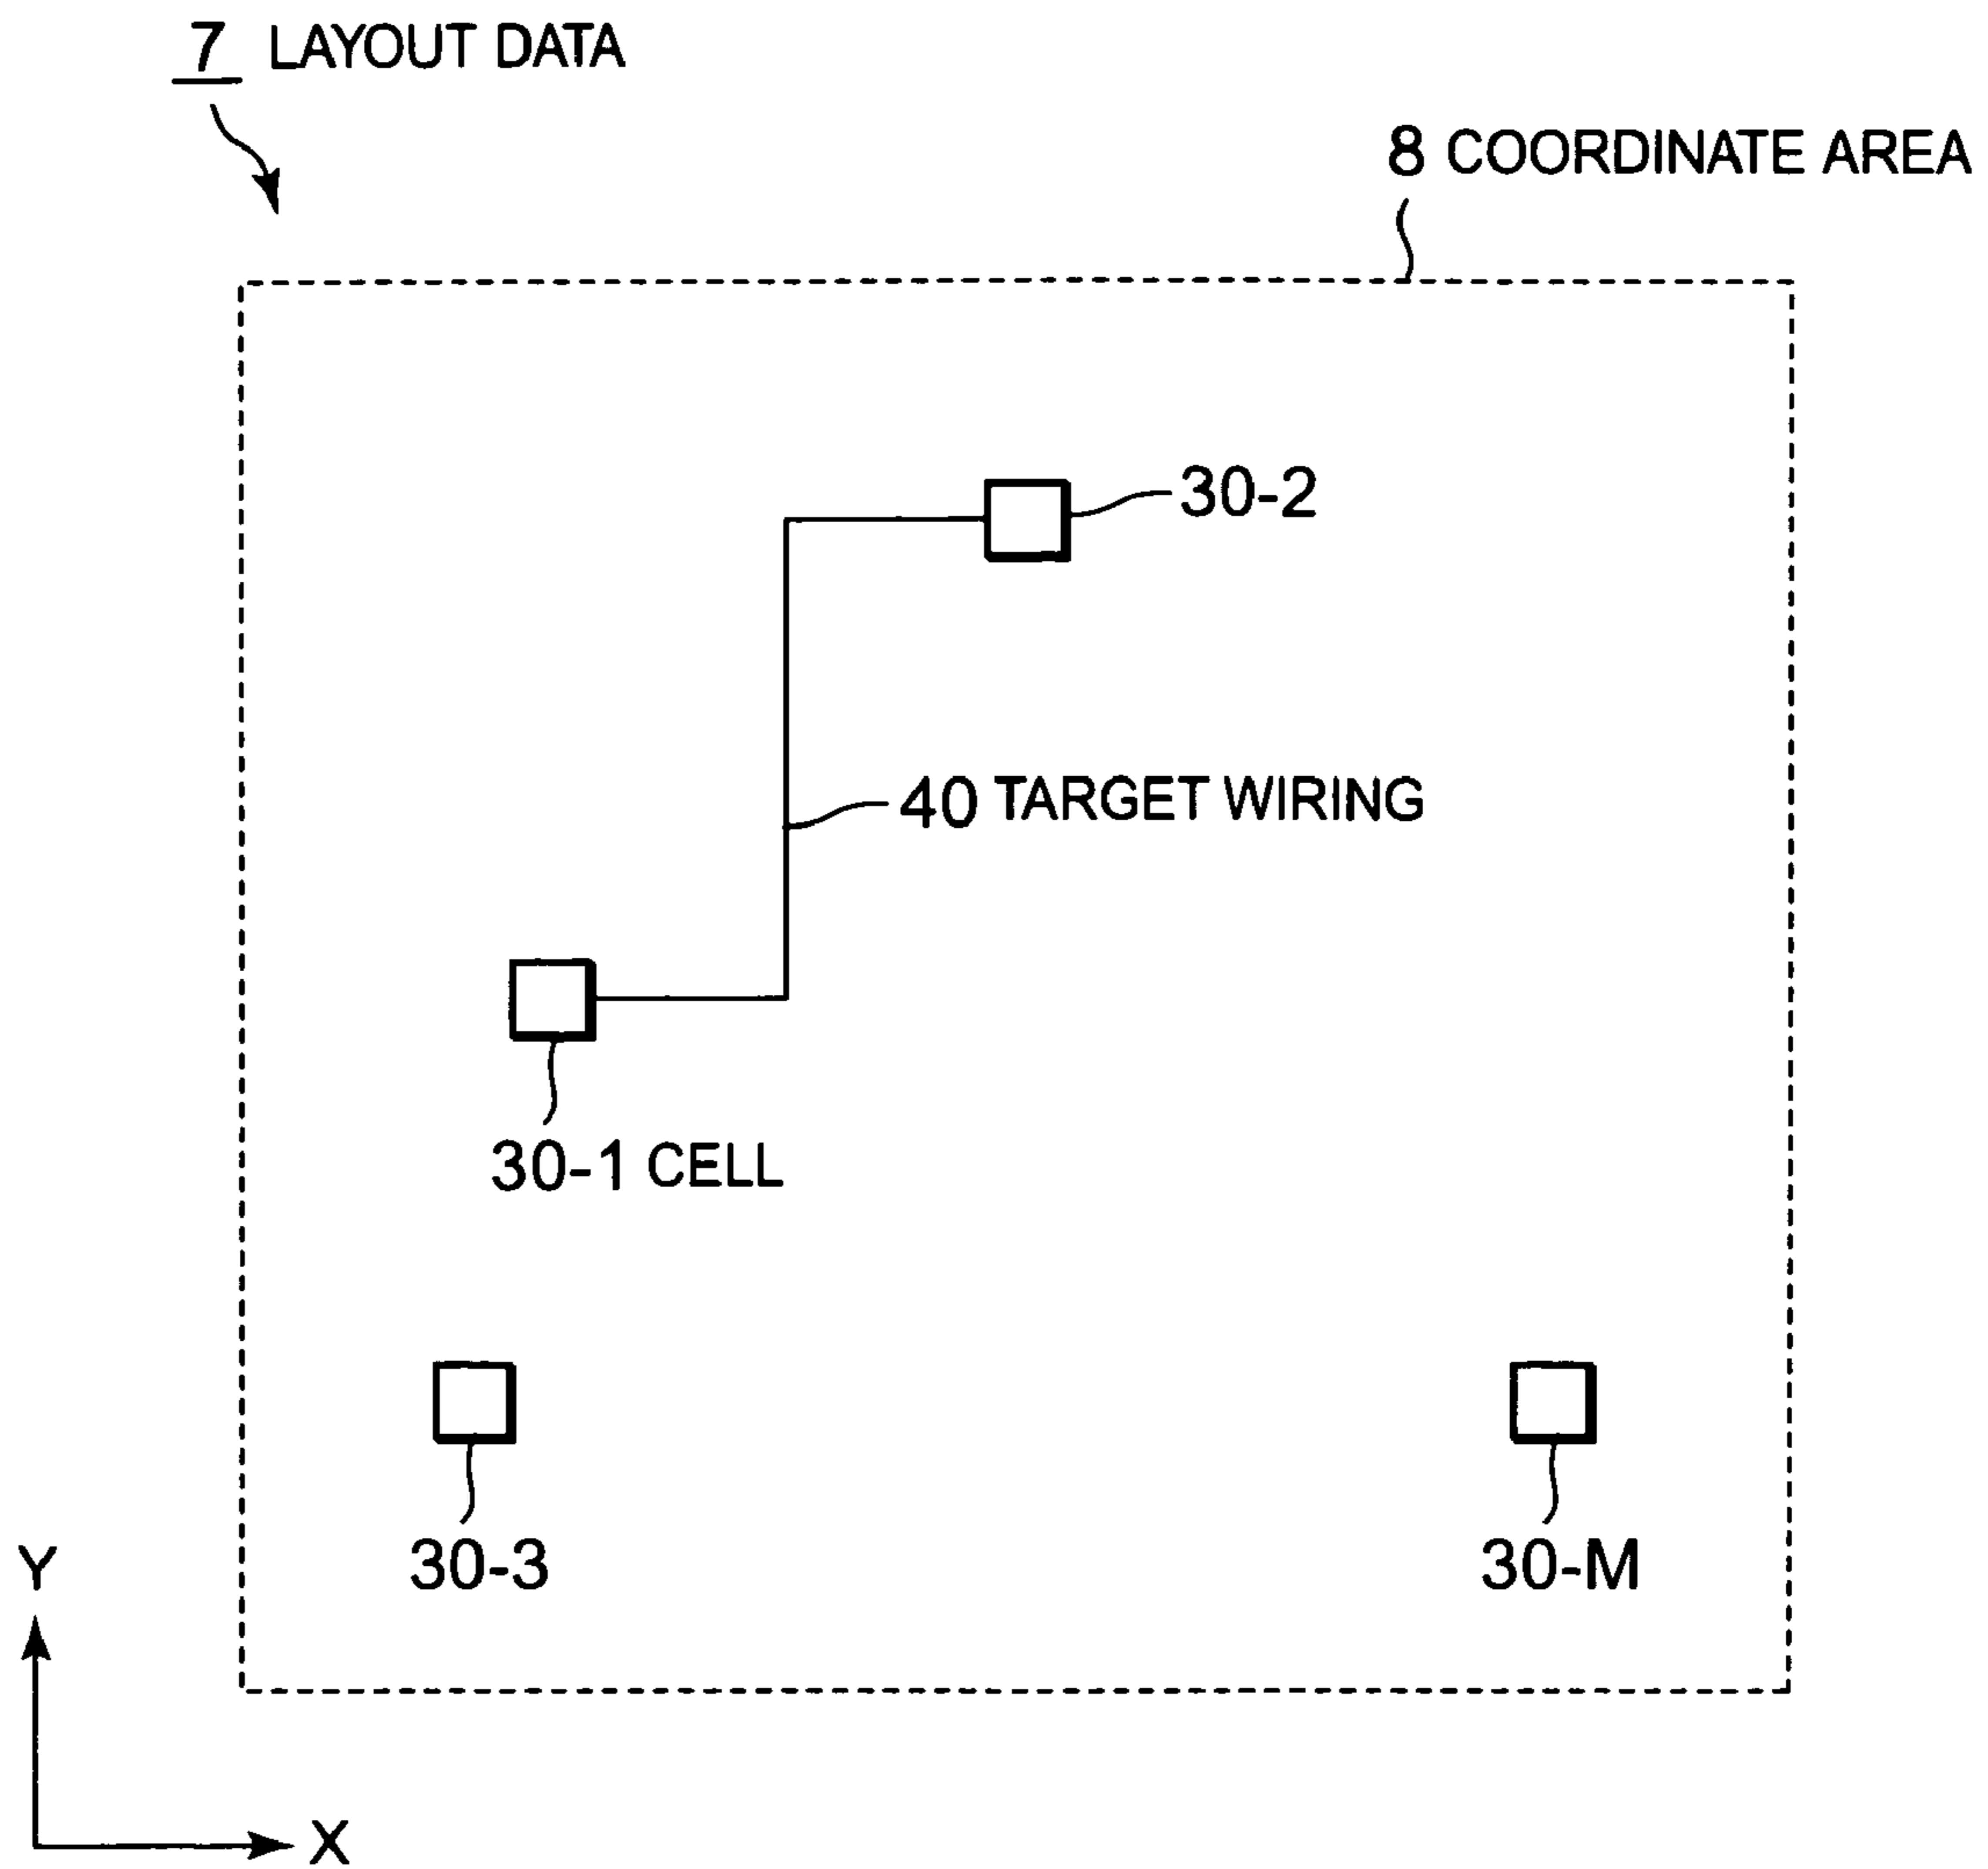 7 LAYOUT DATA
8 COORDINATE AREA
30-2
40 TARGET WIRING
30-1 CELL
30-3
30-M
Y
X